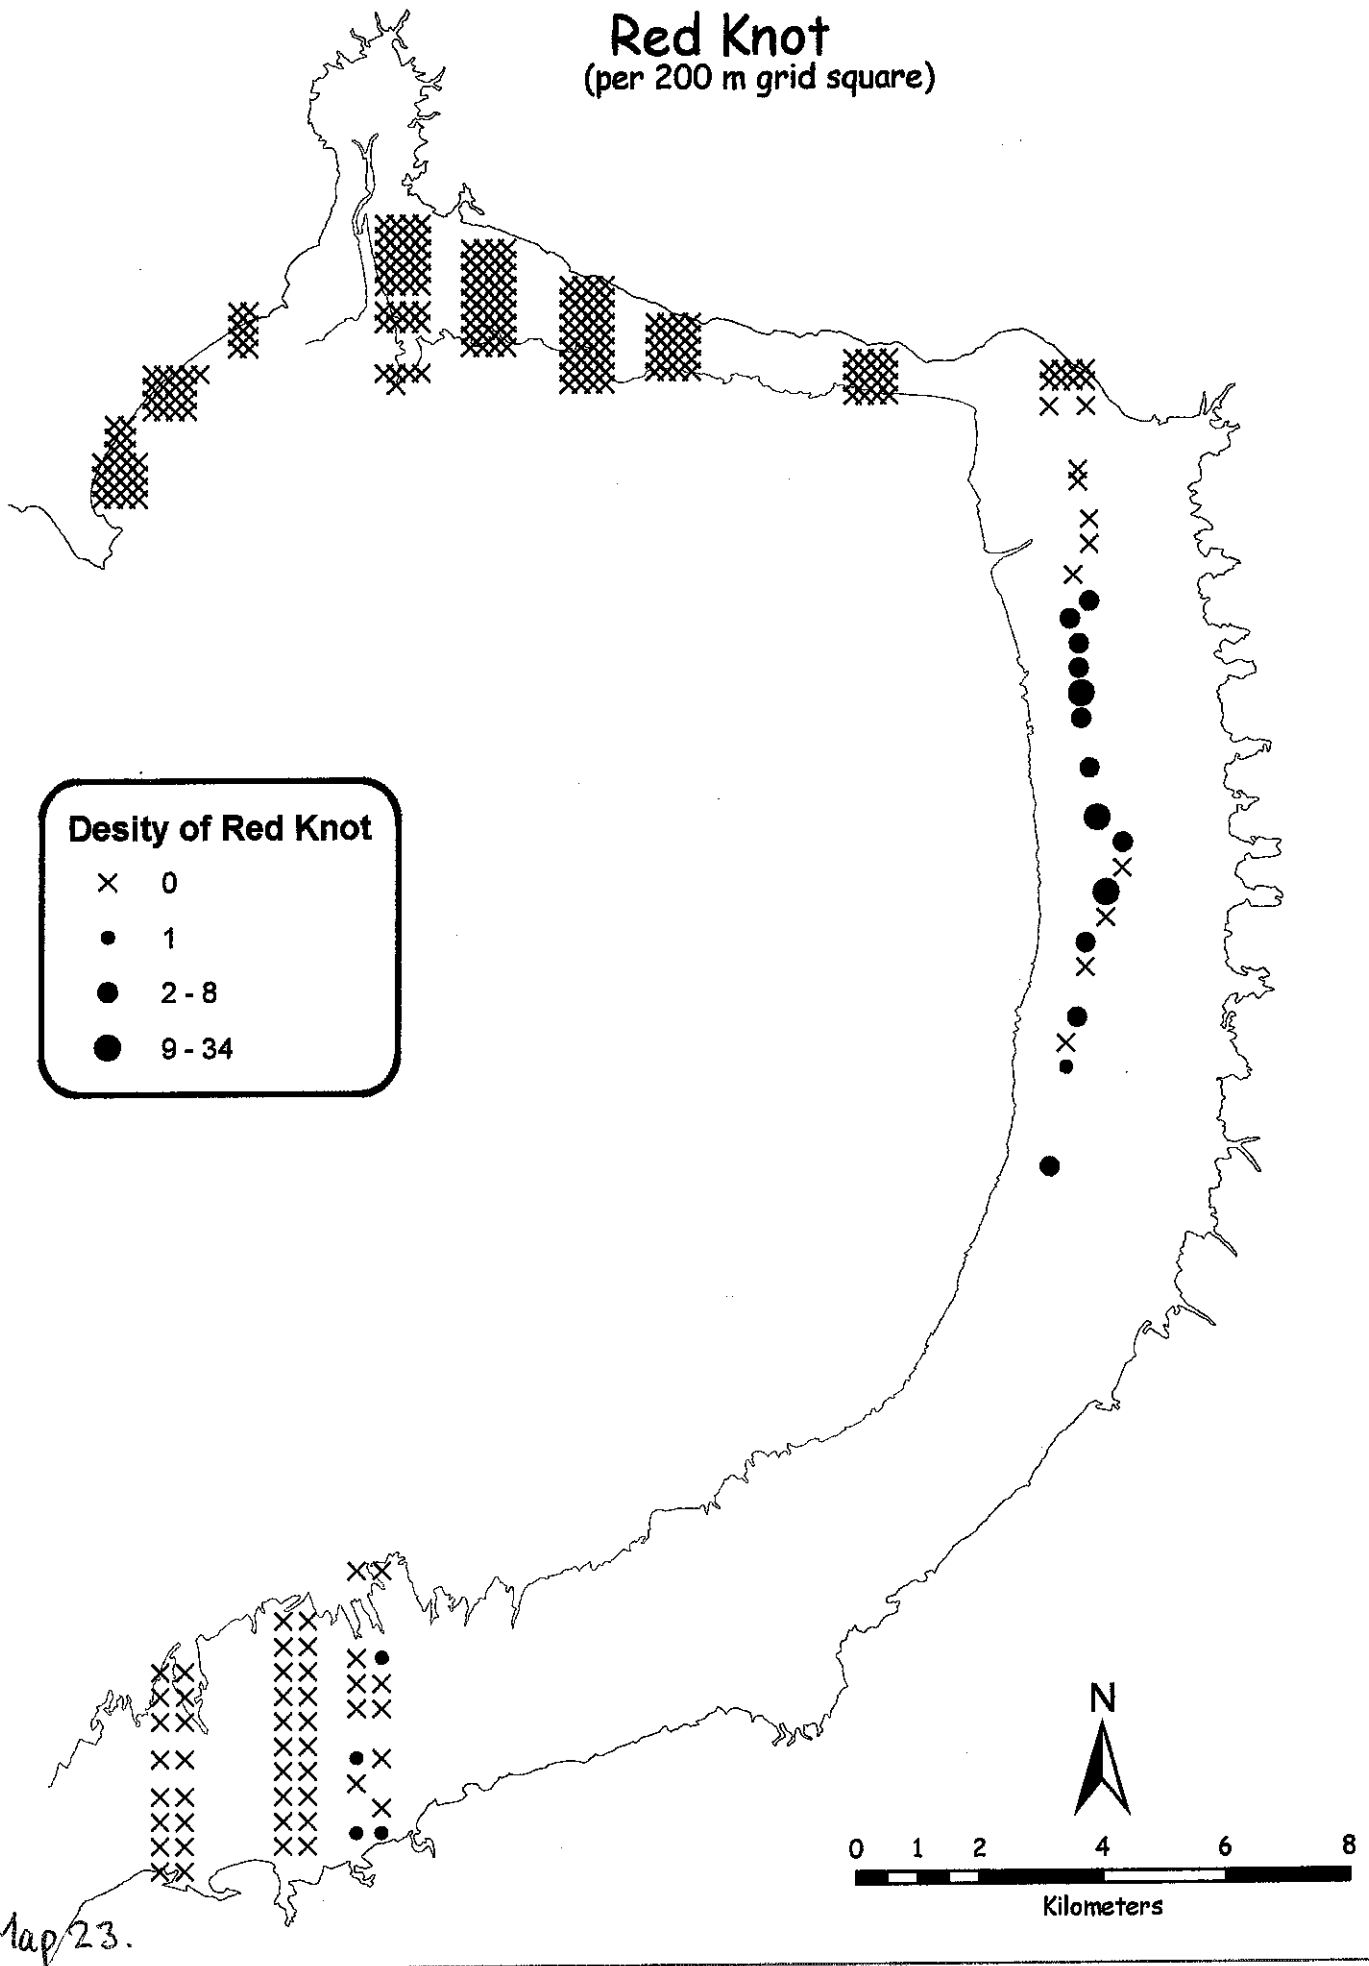 Red Knot
(per 200 m grid square)
Desity of Red Knot
0
1
2 - 8
9 - 34
N
0 1 2 4 6 8
Kilometers
Map 23.